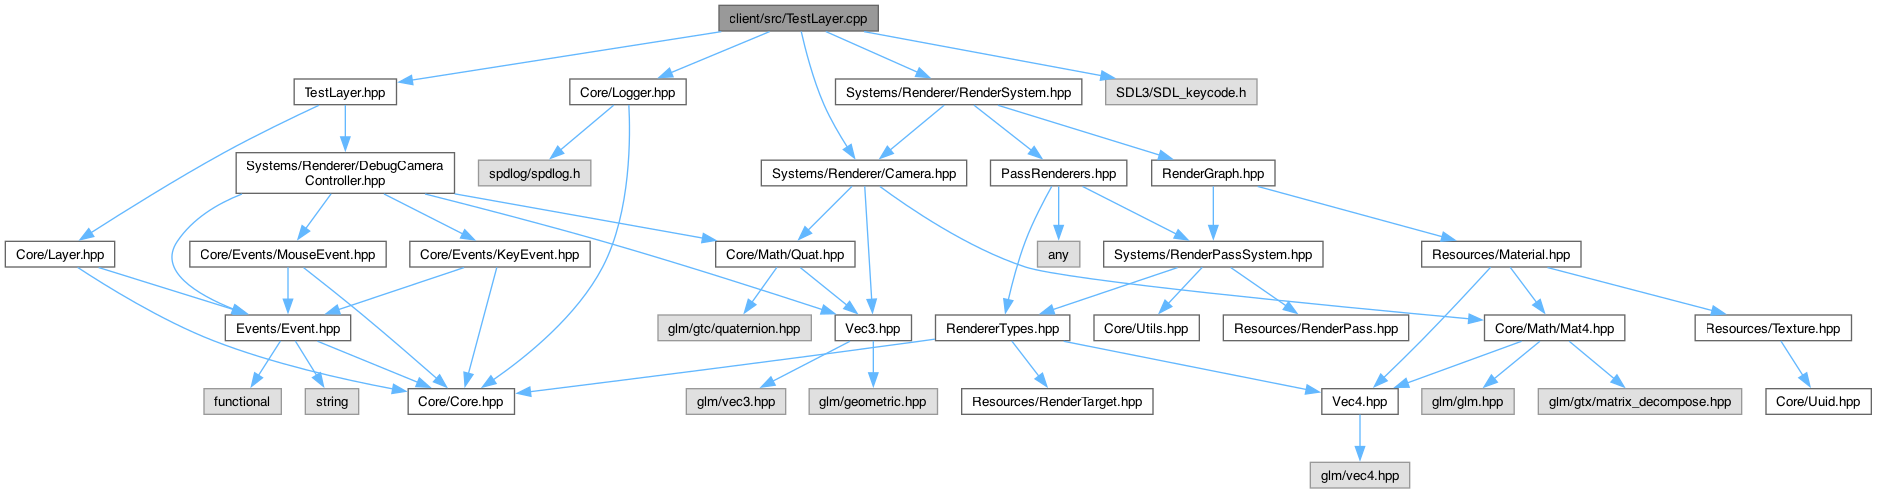 client/src/TestLayer.cpp
TestLayer.hpp
Core/Logger.hpp
Systems/Renderer/RenderSystem.hpp
SDL3/SDL_keycode.h
Systems/Renderer/DebugCamera
Controller.hpp
spdlog/spdlog.h
Systems/Renderer/Camera.hpp
PassRenderers.hpp
RenderGraph.hpp
Core/Layer.hpp
Core/Events/MouseEvent.hpp
Core/Events/KeyEvent.hpp
Core/Math/Quat.hpp
any
Systems/RenderPassSystem.hpp
Resources/Material.hpp
Events/Event.hpp
glm/gtc/quaternion.hpp
Vec3.hpp
RendererTypes.hpp
Core/Utils.hpp
Resources/RenderPass.hpp
Core/Math/Mat4.hpp
Resources/Texture.hpp
functional
string
Core/Core.hpp
glm/vec3.hpp
glm/geometric.hpp
Resources/RenderTarget.hpp
Vec4.hpp
glm/glm.hpp
glm/gtx/matrix_decompose.hpp
Core/Uuid.hpp
glm/vec4.hpp